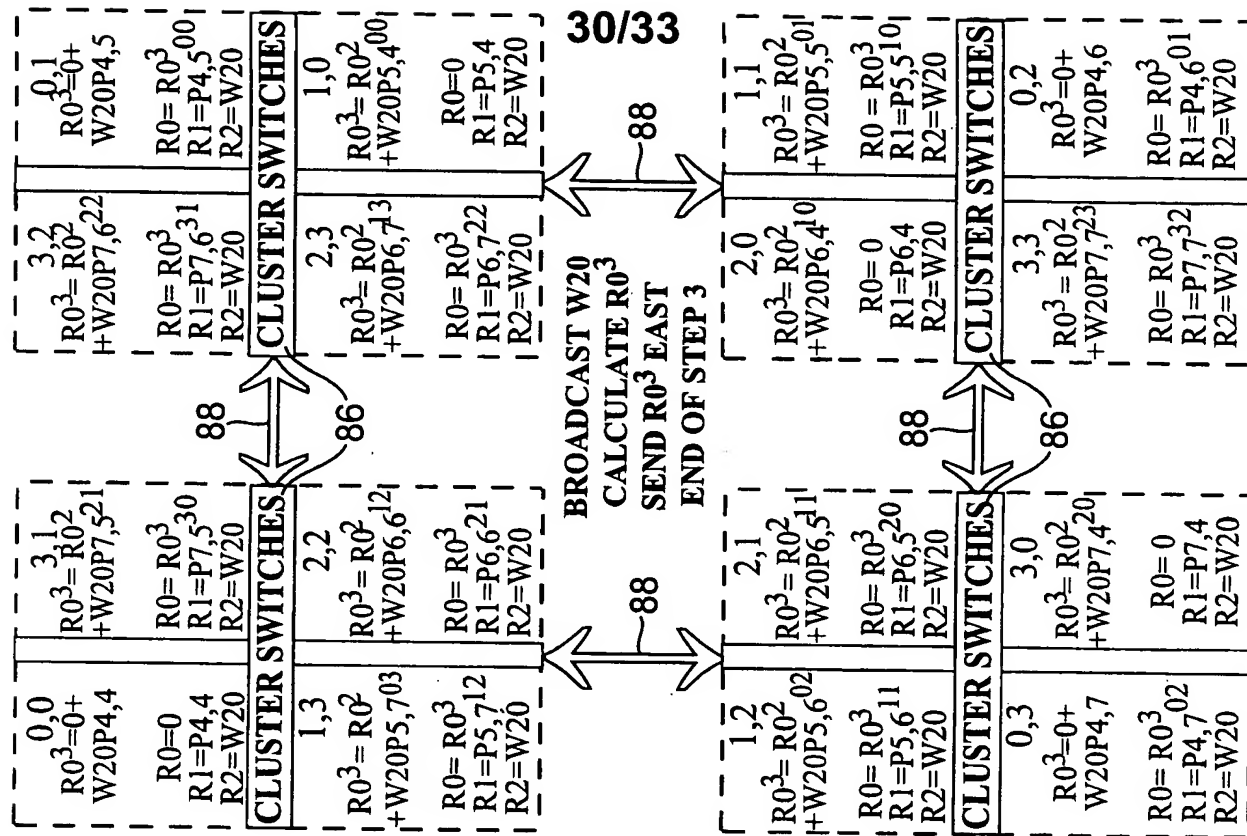 30/33
0,0
R0³=0+
W20P4,4
R0=0
R1=P4,4
R2=W20
3,1
R0³= R0²
+W20P7,5²¹
R0= R0³
R1=P7,5³⁰
R2=W20
CLUSTER SWITCHES
1,3
R0³= R0²
+W20P5,7⁰³
R0= R0³
R1=P5,7¹²
R2=W20
2,2
R0³= R0²
+W20P6,6¹²
R0= R0³
R1=P6,6²¹
R2=W20
88
86
3,2
R0³= R0²
+W20P7,6²²
R0= R0³
R1=P7,6³¹
R2=W20
0,1
R0³=0+
W20P4,5
R0= R0³
R1=P4,5⁰⁰
R2=W20
CLUSTER SWITCHES
2,3
R0³= R0²
+W20P6,7¹³
R0= R0³
R1=P6,7²²
R2=W20
1,0
R0³= R0²
+W20P5,4⁰⁰
R0=0
R1=P5,4
R2=W20
88
BROADCAST W20
CALCULATE R0³
SEND R0³ EAST
END OF STEP 3
88
1,2
R0³= R0²
+W20P5,6⁰²
R0= R0³
R1=P5,6¹¹
R2=W20
2,1
R0³= R0²
+W20P6,5¹¹
R0= R0³
R1=P6,5²⁰
R2=W20
CLUSTER SWITCHES
0,3
R0³=0+
W20P4,7
R0= R0³
R1=P4,7⁰²
R2=W20
3,0
R0³= R0²
+W20P7,4²⁰
R0= 0
R1=P7,4
R2=W20
88
86
2,0
R0³= R0²
+W20P6,4¹⁰
R0= 0
R1=P6,4
R2=W20
1,1
R0³= R0²
+W20P5,5⁰¹
R0= R0³
R1=P5,5¹⁰
R2=W20
CLUSTER SWITCHES
3,3
R0³= R0²
+W20P7,7²³
R0= R0³
R1=P7,7³²
R2=W20
0,2
R0³=0+
W20P4,6
R0= R0³
R1=P4,6⁰¹
R2=W20